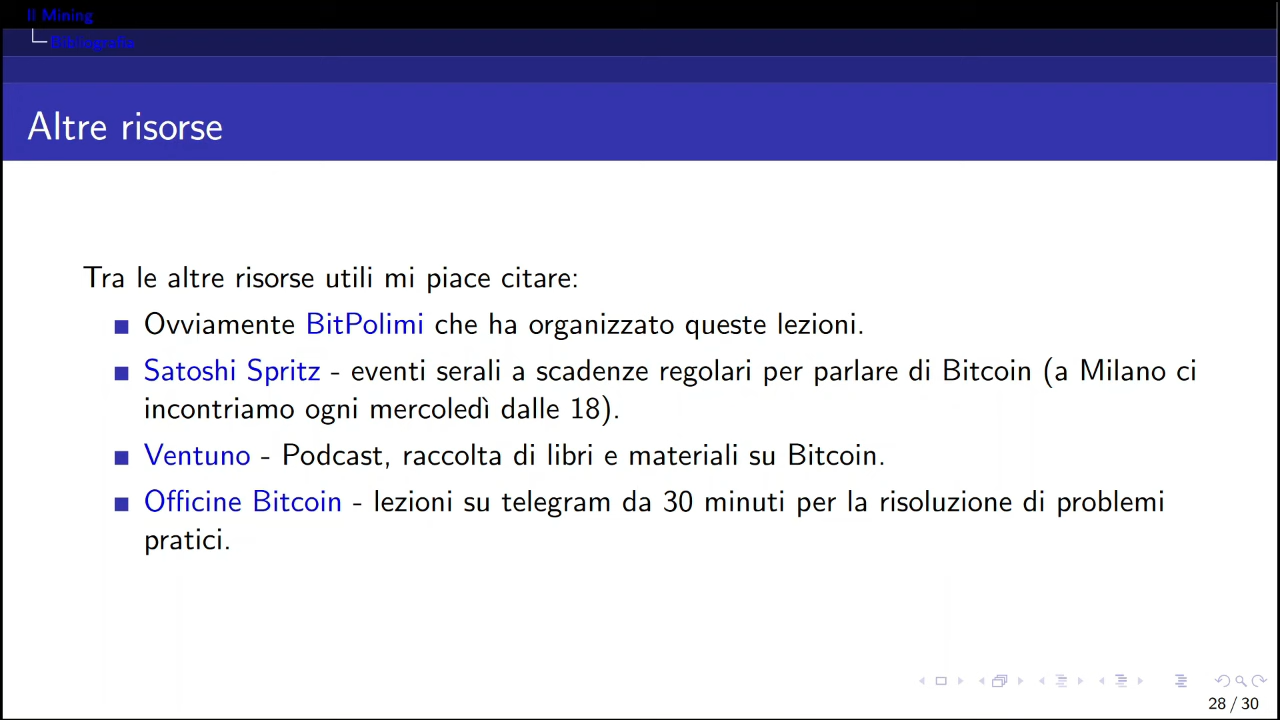 Il Mining
Bibliografia
Altre risorse
Tra le altre risorse utili mi piace citare:
Ovviamente BitPolimi che ha organizzato queste lezioni.
Satoshi Spritz - eventi serali a scadenze regolari per parlare di Bitcoin (a Milano ci
incontriamo ogni mercoledì dalle 18).
Ventuno - Podcast, raccolta di libri e materiali su Bitcoin.
Officine Bitcoin - lezioni su telegram da 30 minuti per la risoluzione di problemi
pratici.
28 / 30